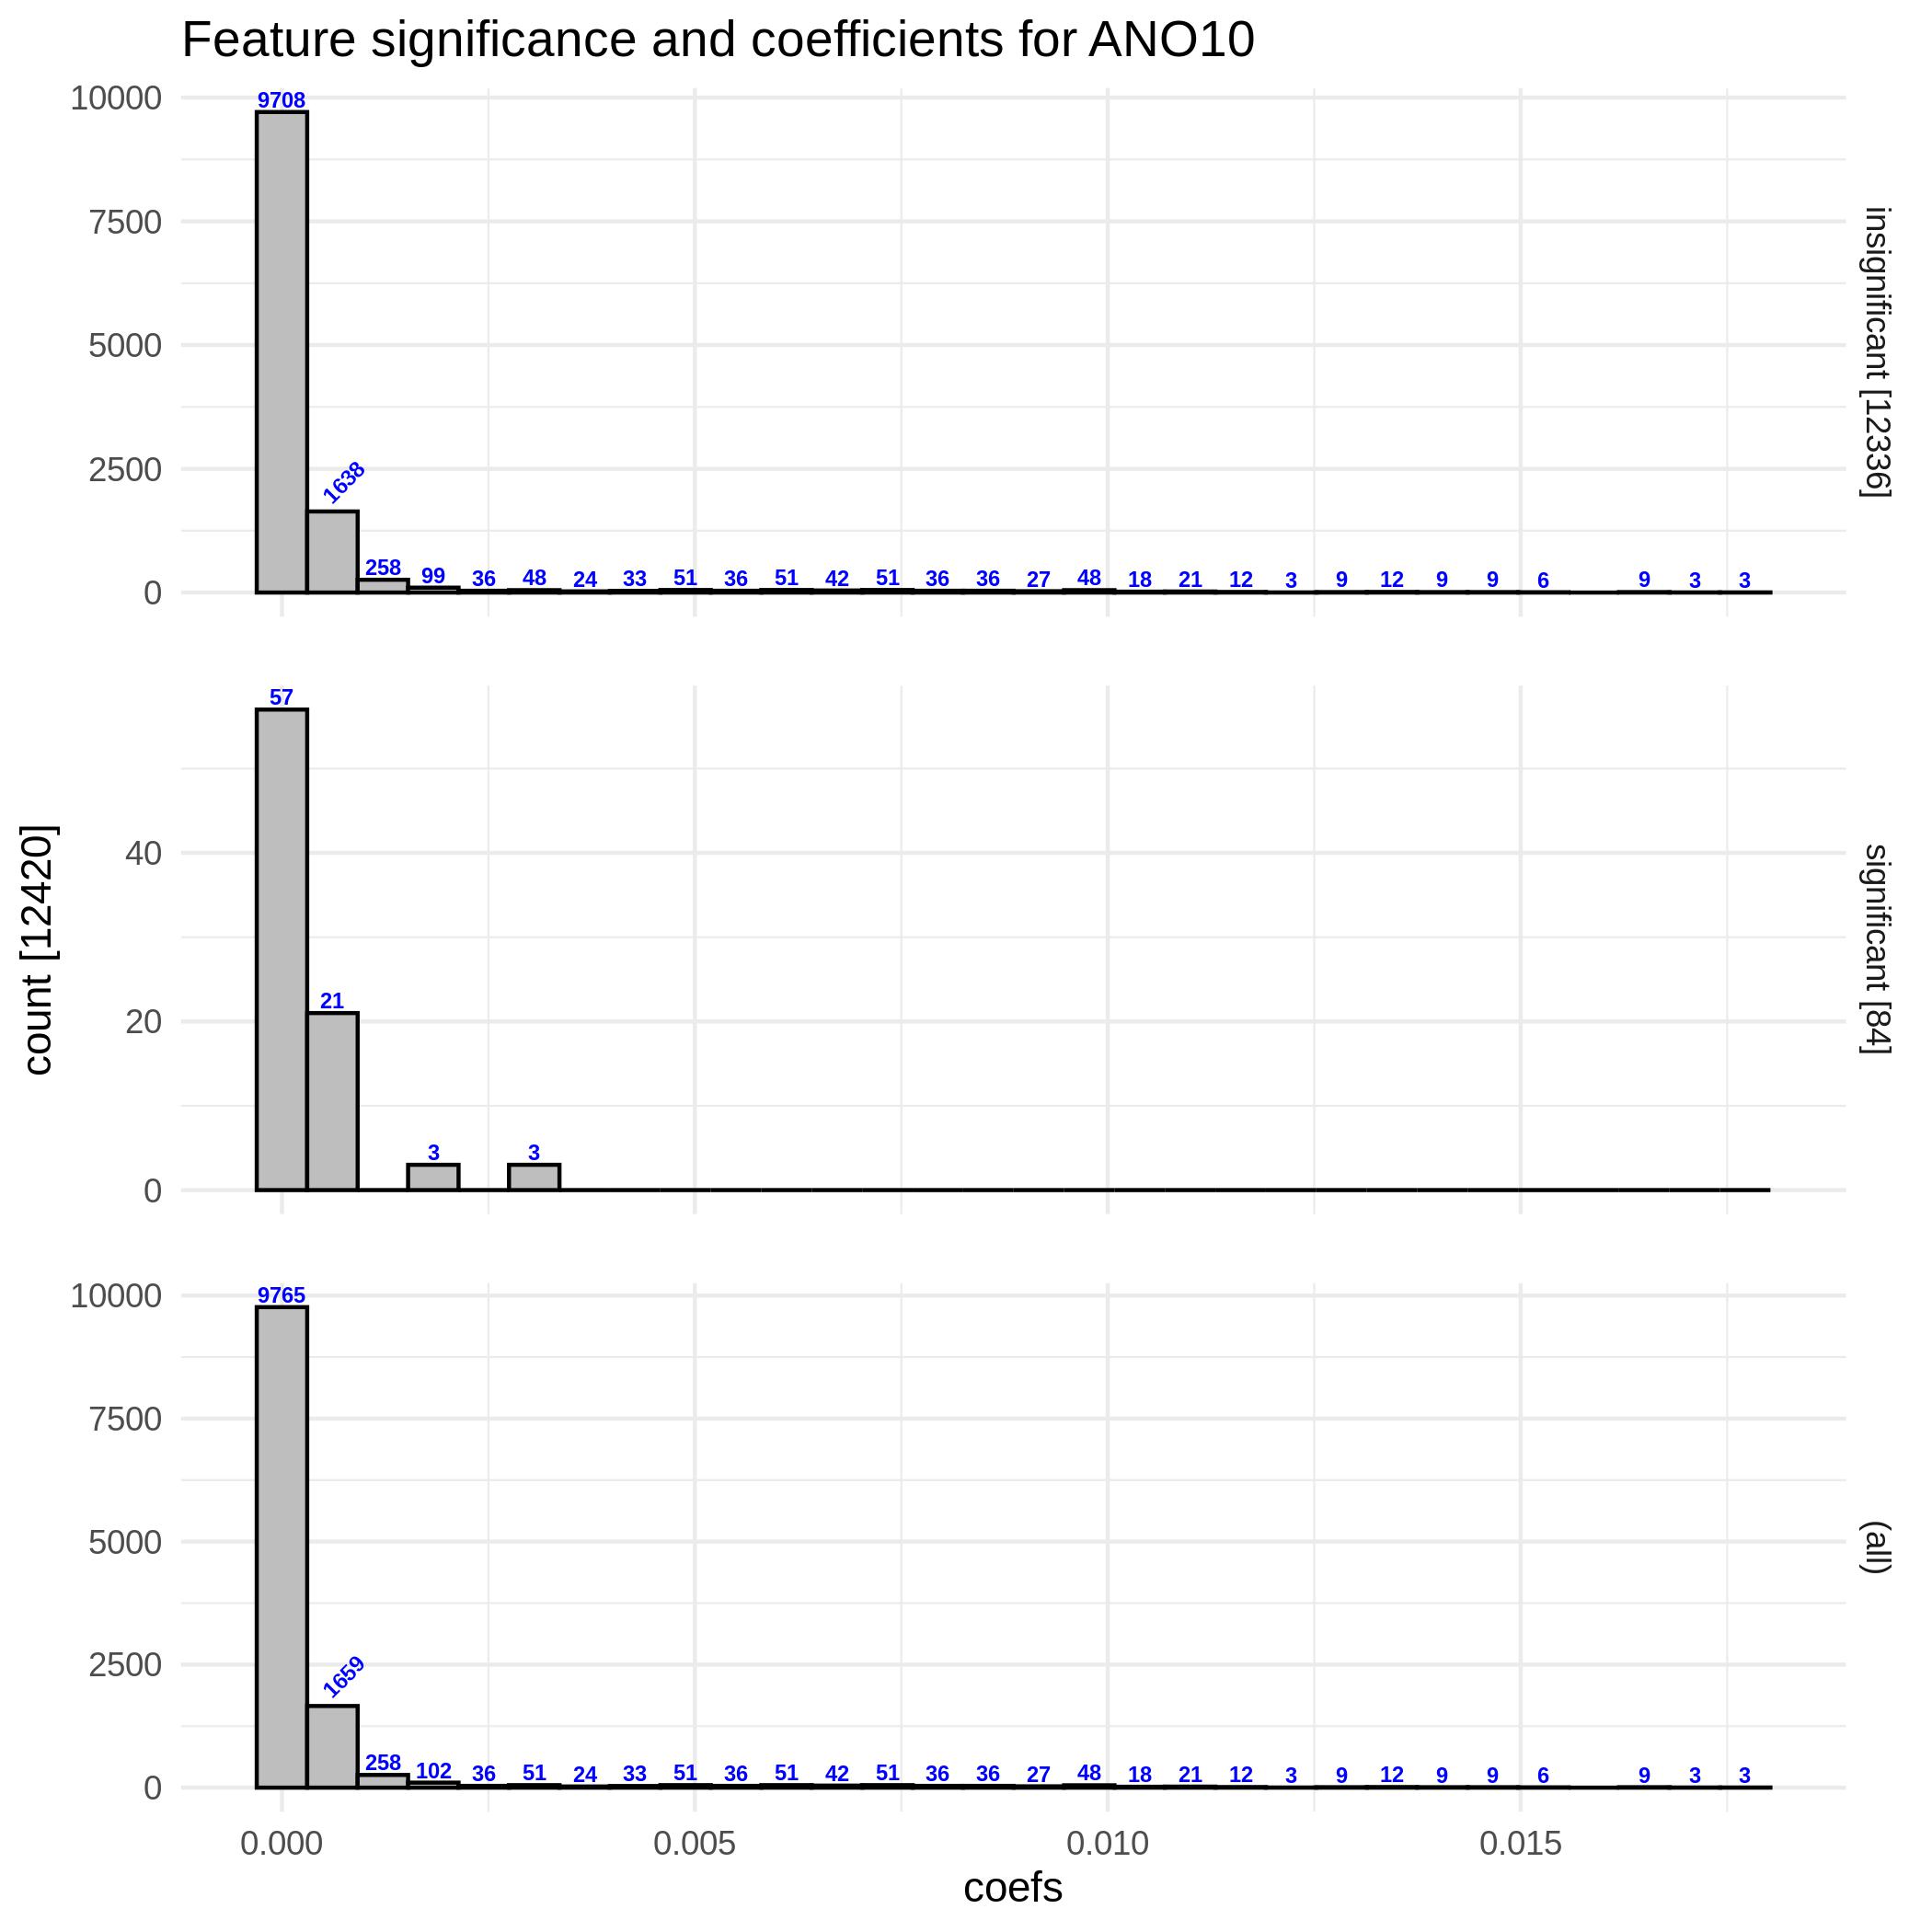 Feature significance and coefficients for ANO10
10000
7500
5000
2500
0
9708
1638
258 99 36 48 24 33 51 36 51 42 51 36 36 27 48 18 21 12 3 9 12 9 9 6 9 3 3
insignificant [12336]
count [12420]
40
20
0
57
21
3 3
significant [84]
10000
7500
5000
2500
0
9765
1659
258 102 36 51 24 33 51 36 51 42 51 36 36 27 48 18 21 12 3 9 12 9 9 6 9 3 3
(all)
0.000 0.005 0.010 0.015
coefs